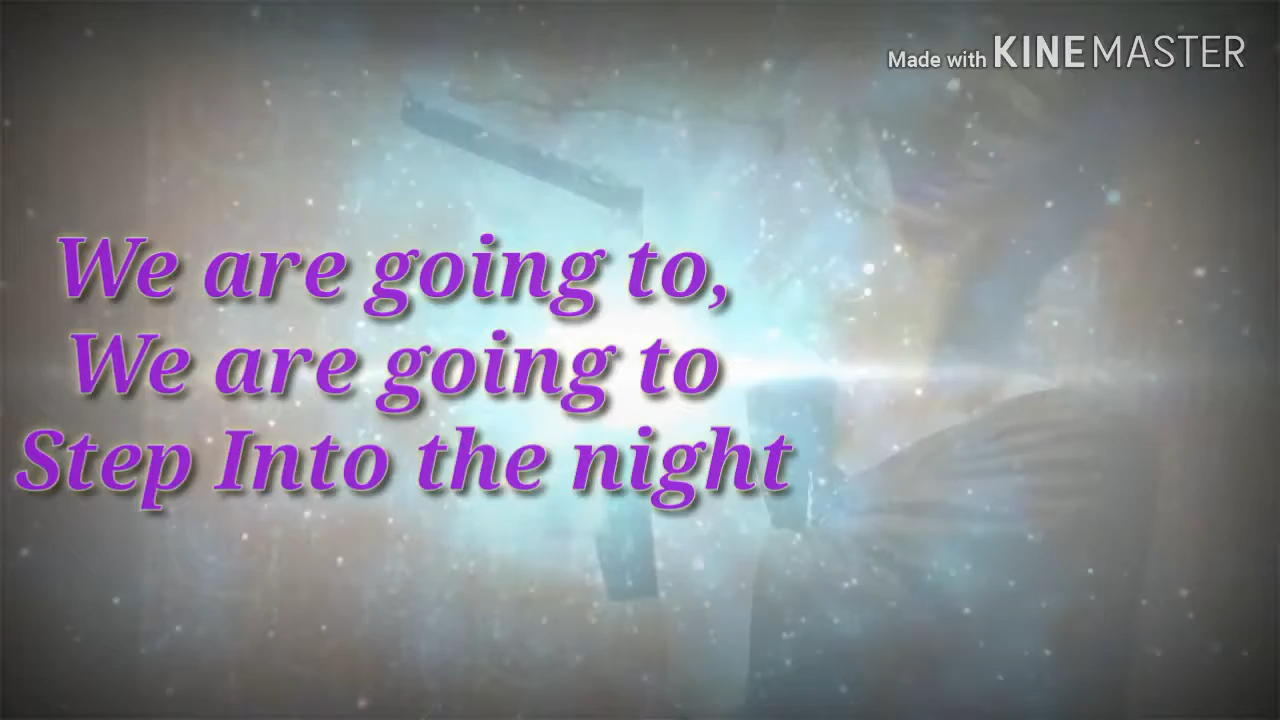 Made with KINEMASTER
We are going to,
We are going to
Step Into the night